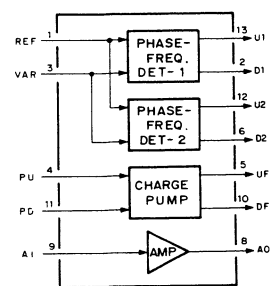 REF 1
VAR 3
PHASE-
FREQ.
DET-1
13 U1
2 D1
PHASE-
FREQ.
DET-2
12 U2
6 D2
PU 4
PD 11
CHARGE
PUMP
5 UF
10 DF
A1 9
AMP
8 AO